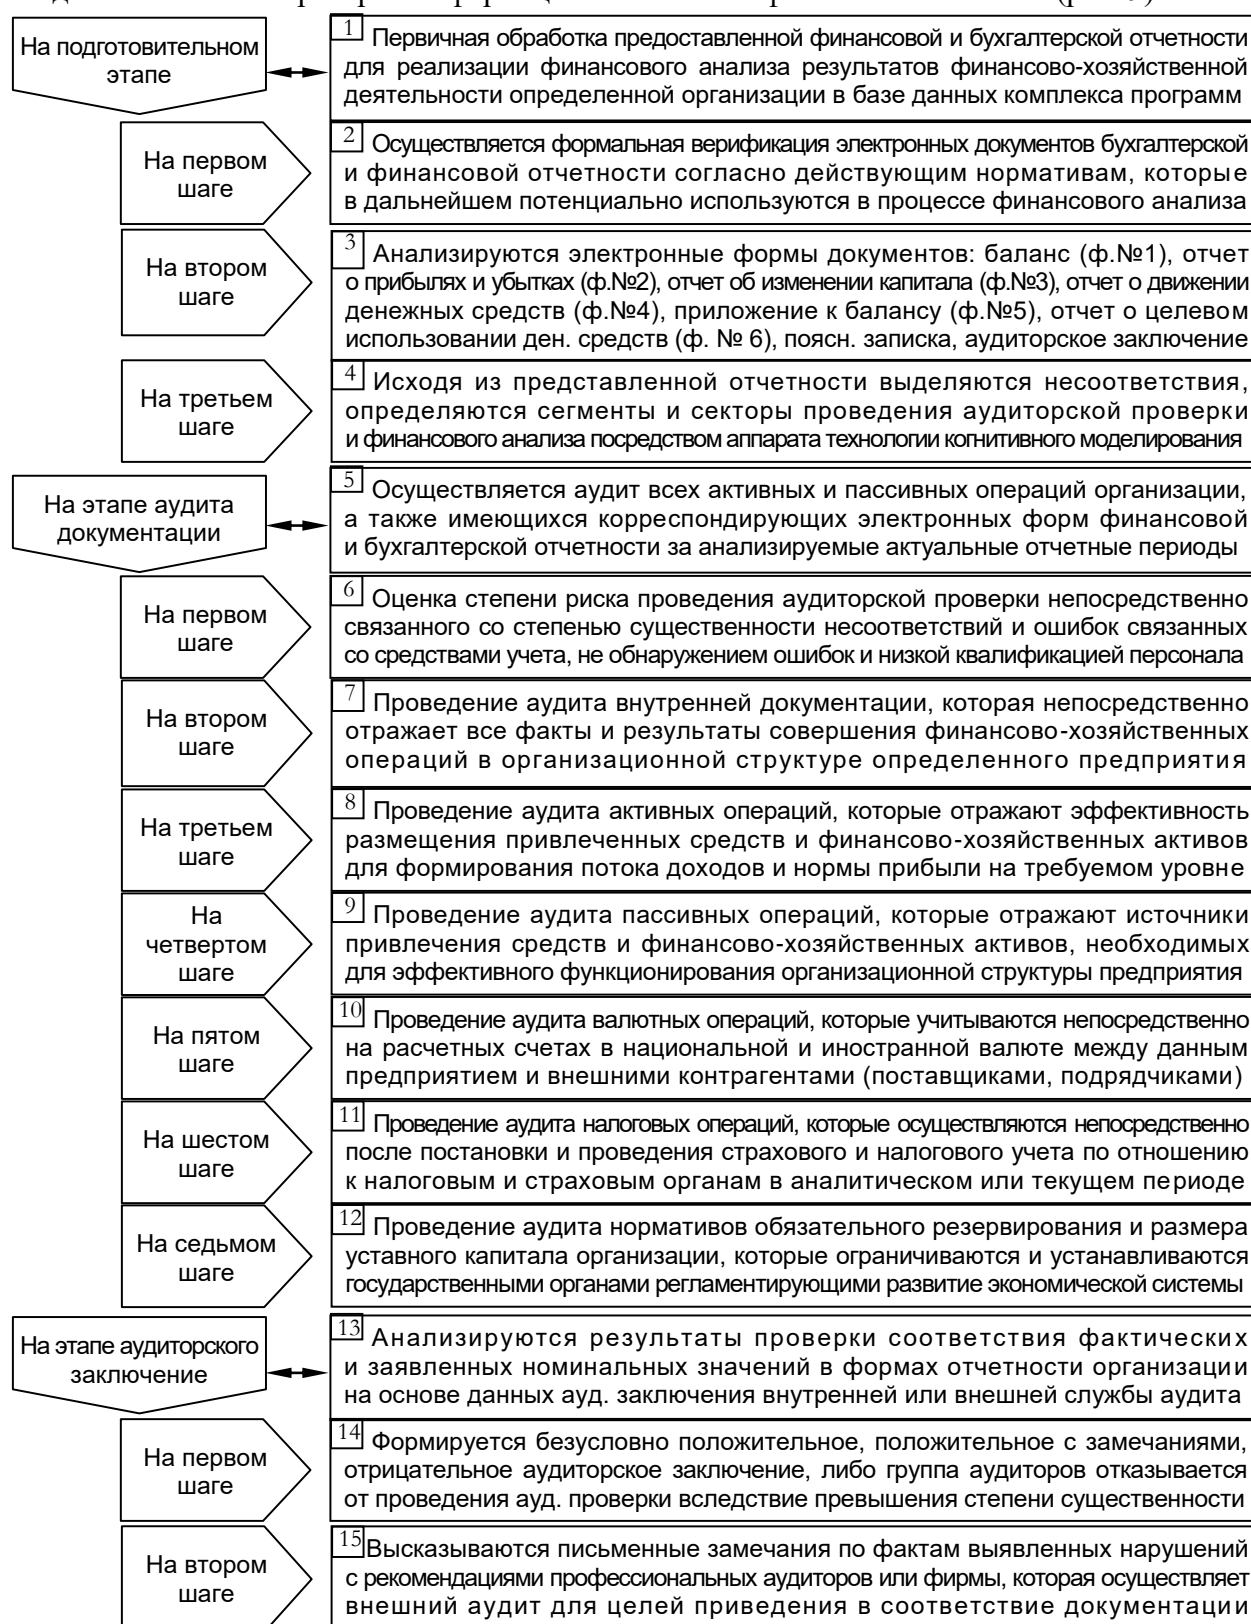 На подготовительном
этапе
1 Первичная обработка предоставленной финансовой и бухгалтерской отчетности
для реализации финансового анализа результатов финансово-хозяйственной
деятельности определенной организации в базе данных комплекса программ
На первом
шаге
2 Осуществляется формальная верификация электронных документов бухгалтерской
и финансовой отчетности согласно действующим нормативам, которые
в дальнейшем потенциально используются в процессе финансового анализа
На втором
шаге
3 Анализируются электронные формы документов: баланс (ф.№1), отчет
о прибылях и убытках (ф.№2), отчет об изменении капитала (ф.№3), отчет о движении
денежных средств (ф.№4), приложение к балансу (ф.№5), отчет о целевом
использовании ден. средств (ф. № 6), поясн. записка, аудиторское заключение
На третьем
шаге
4 Исходя из представленной отчетности выделяются несоответствия,
определяются сегменты и секторы проведения аудиторской проверки
и финансового анализа посредством аппарата технологии когнитивного моделирования
На этапе аудита
документации
5 Осуществляется аудит всех активных и пассивных операций организации,
а также имеющихся корреспондирующих электронных форм финансовой
и бухгалтерской отчетности за анализируемые актуальные отчетные периоды
На первом
шаге
6 Оценка степени риска проведения аудиторской проверки непосредственно
связанного со степенью существенности несоответствий и ошибок связанных
со средствами учета, не обнаружением ошибок и низкой квалификацией персонала
На втором
шаге
7 Проведение аудита внутренней документации, которая непосредственно
отражает все факты и результаты совершения финансово-хозяйственных
операций в организационной структуре определенного предприятия
На третьем
шаге
8 Проведение аудита активных операций, которые отражают эффективность
размещения привлеченных средств и финансово-хозяйственных активов
для формирования потока доходов и нормы прибыли на требуемом уровне
На
четвертом
шаге
9 Проведение аудита пассивных операций, которые отражают источники
привлечения средств и финансово-хозяйственных активов, необходимых
для эффективного функционирования организационной структуры предприятия
На пятом
шаге
10 Проведение аудита валютных операций, которые учитываются непосредственно
на расчетных счетах в национальной и иностранной валюте между данным
предприятием и внешними контрагентами (поставщиками, подрядчиками)
На шестом
шаге
11 Проведение аудита налоговых операций, которые осуществляются непосредственно
после постановки и проведения страхового и налогового учета по отношению
к налоговым и страховым органам в аналитическом или текущем периоде
На седьмом
шаге
12 Проведение аудита нормативов обязательного резервирования и размера
уставного капитала организации, которые ограничиваются и устанавливаются
государственными органами регламентирующими развитие экономической системы
На этапе аудиторского
заключение
13 Анализируются результаты проверки соответствия фактических
и заявленных номинальных значений в формах отчетности организации
на основе данных ауд. заключения внутренней или внешней службы аудита
На первом
шаге
14 Формируется безусловно положительное, положительное с замечаниями,
отрицательное аудиторское заключение, либо группа аудиторов отказывается
от проведения ауд. проверки вследствие превышения степени существенности
На втором
шаге
15 Высказываются письменные замечания по фактам выявленных нарушений
с рекомендациями профессиональных аудиторов или фирмы, которая осуществляет
внешний аудит для целей приведения в соответствие документации